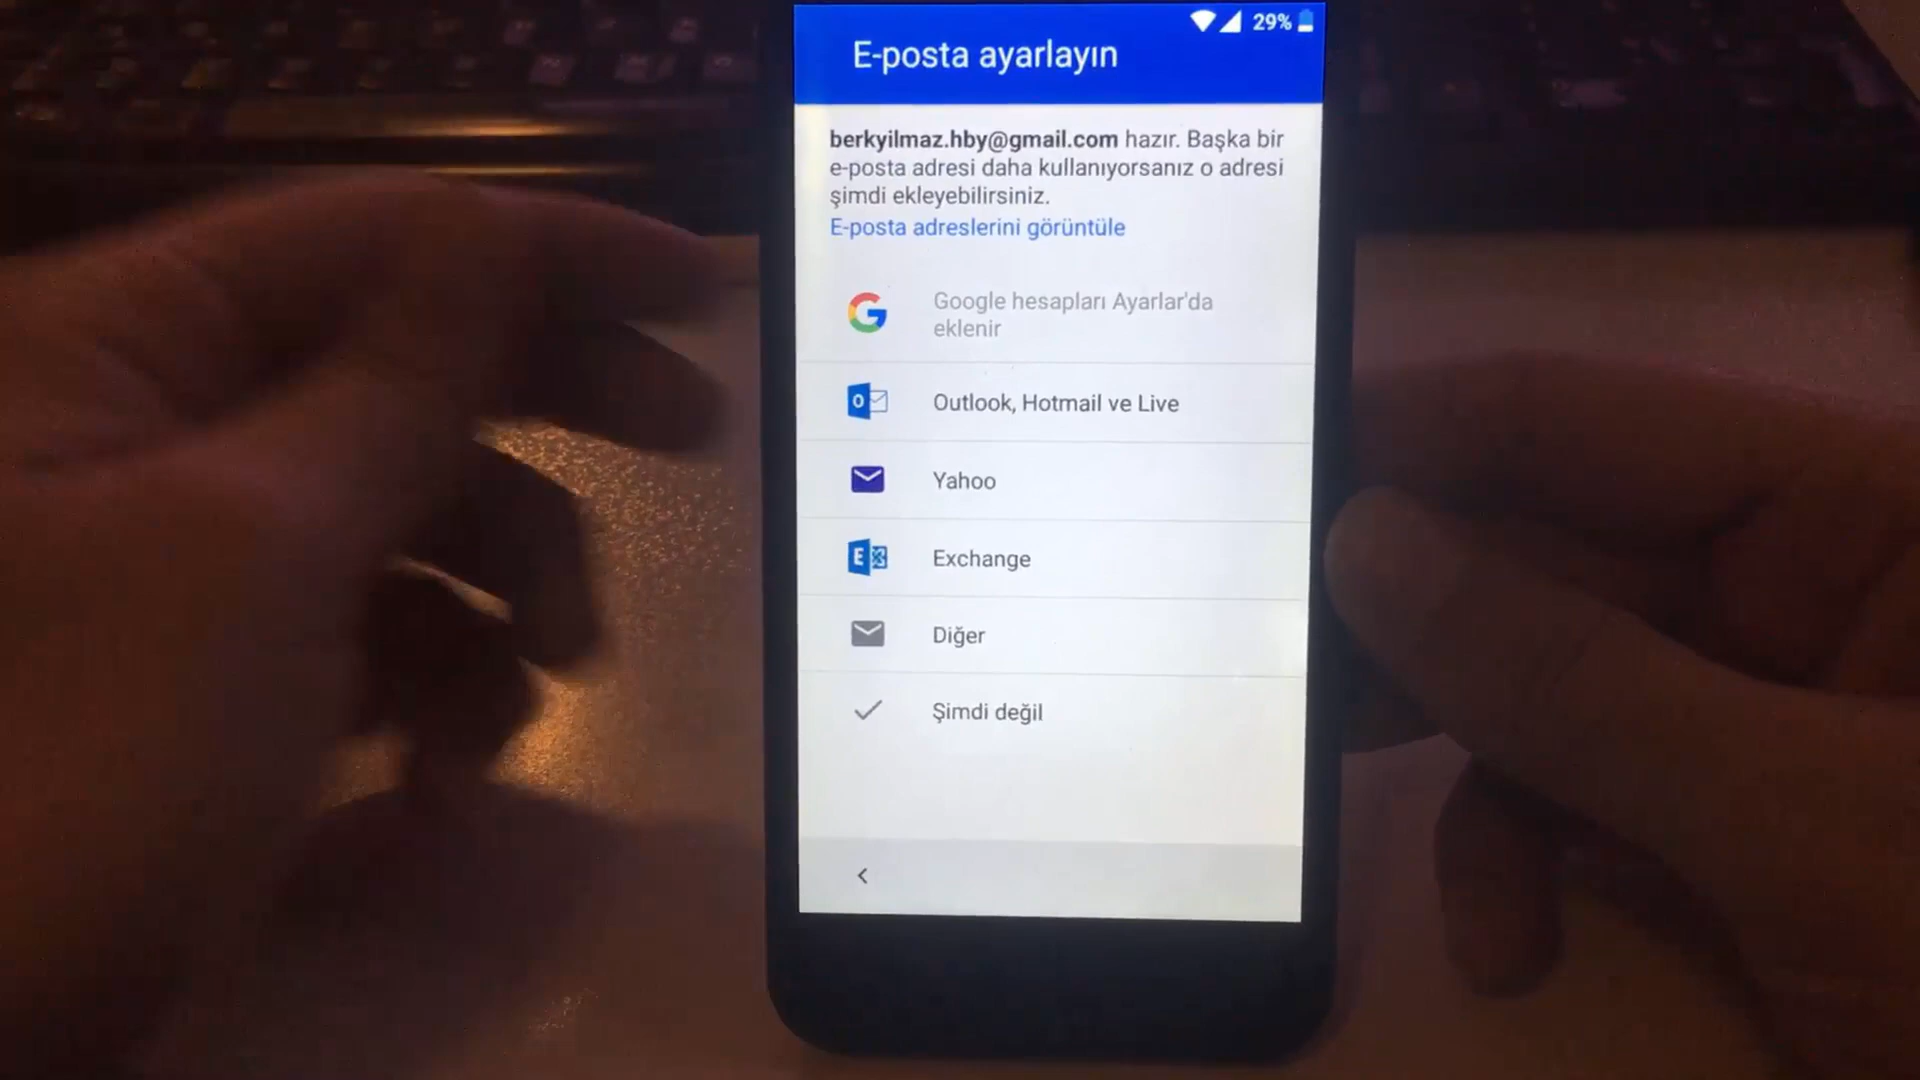 29%
E-posta ayarlayın
berkyilmaz.hby@gmail.com hazır. Başka bir
e-posta adresi daha kullanıyorsanız o adresi
şimdi ekleyebilirsiniz.
E-posta adreslerini görüntüle
Google hesapları Ayarlar'da
eklenir
Outlook, Hotmail ve Live
Yahoo
Exchange
Diğer
Şimdi değil